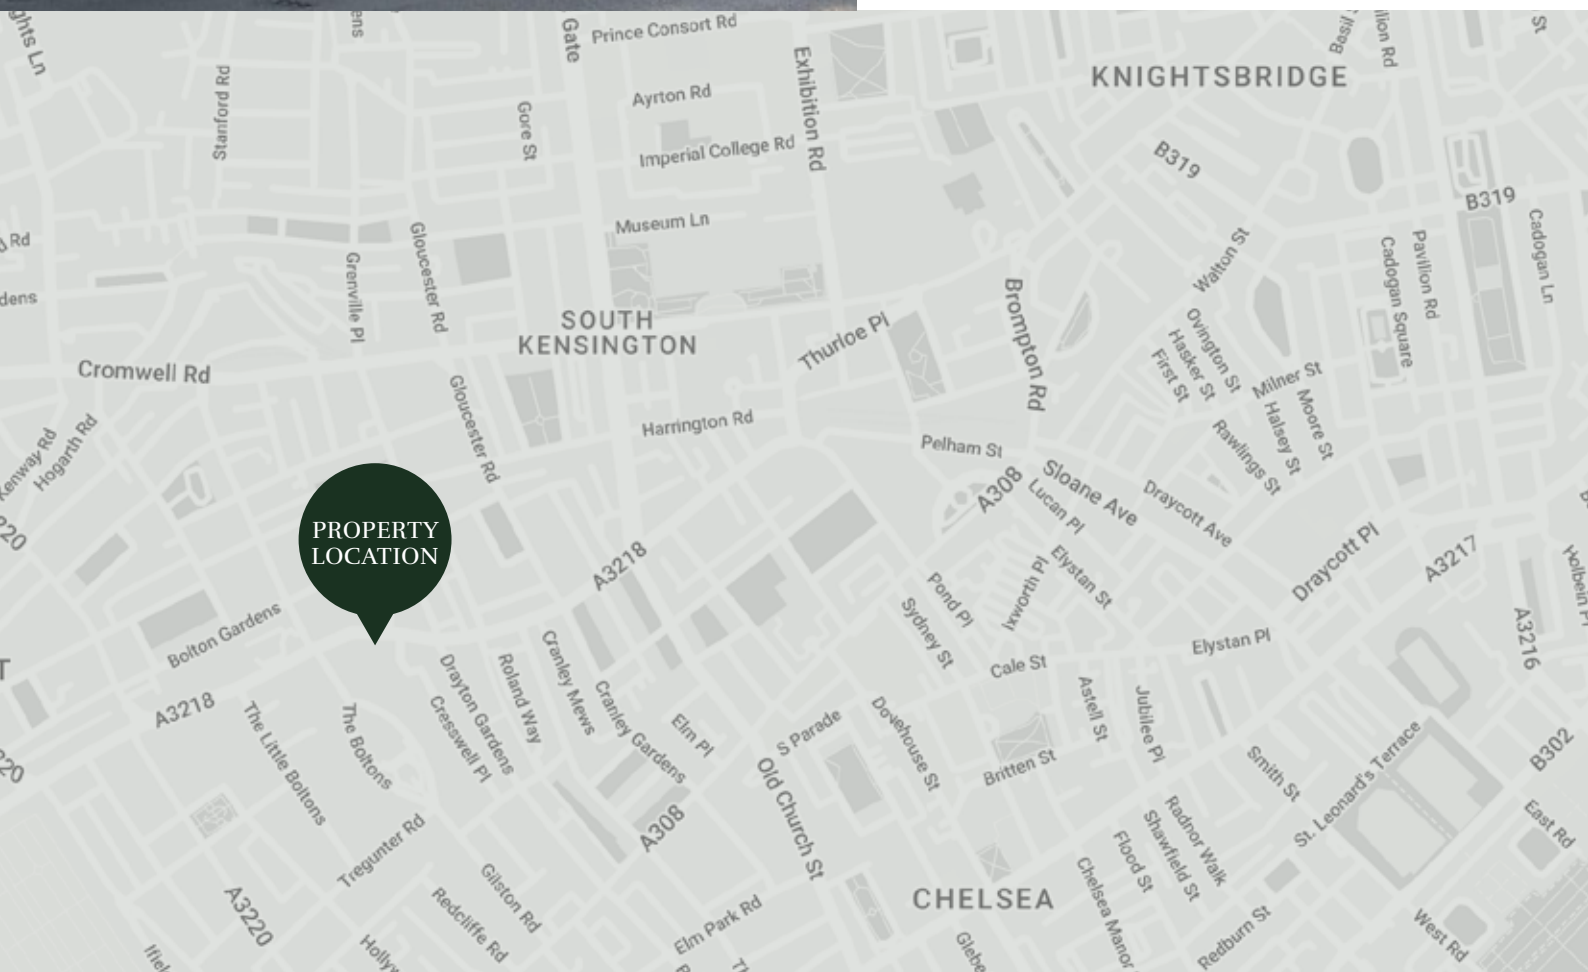 Prince Consort Rd
Gate
Exhibition Rd
Ayrton Rd
Gore St
Stanford Rd
Imperial College Rd
Museum Ln
KNIGHTSBRIDGE
B319
B319
Pavilion Rd
Cadogan Square
Cadogan Ln
Walton St
Gloucester Rd
Grenville Pl
SOUTH
KENSINGTON
Thurloe Pl
Brompton Rd
Ovington St
Hasker St
First St
Milner St
Moore St
Halsey St
Rawlings St
Cromwell Rd
Gloucester Rd
Harrington Rd
Pelham St
A308
Sloane Ave
Lucan Pl
Draycott Ave
Kenway Rd
Hogarth Rd
PROPERTY
LOCATION
A3218
Draycott Pl
A3217
A3216
Elystan St
Ixworth Pl
Pond Pl
Sydney St
Bolton Gardens
Cale St
Elystan Pl
A3218
The Little Boltons
The Boltons
Drayton Gardens
Cresswell Pl
Roland Way
Cranley Mews
Cranley Gardens
Elm Pl
S Parade
Dovehouse St
Britten St
Astell St
Jubilee Pl
Smith St
St. Leonard's Terrace
B302
East Rd
West Rd
Old Church St
A308
Tregunter Rd
Gilston Rd
Redcliffe Rd
A3220
Elm Park Rd
CHELSEA
Radnor Walk
Shawfield St
Flood St
Chelsea Manor
Redburn St
Glebe